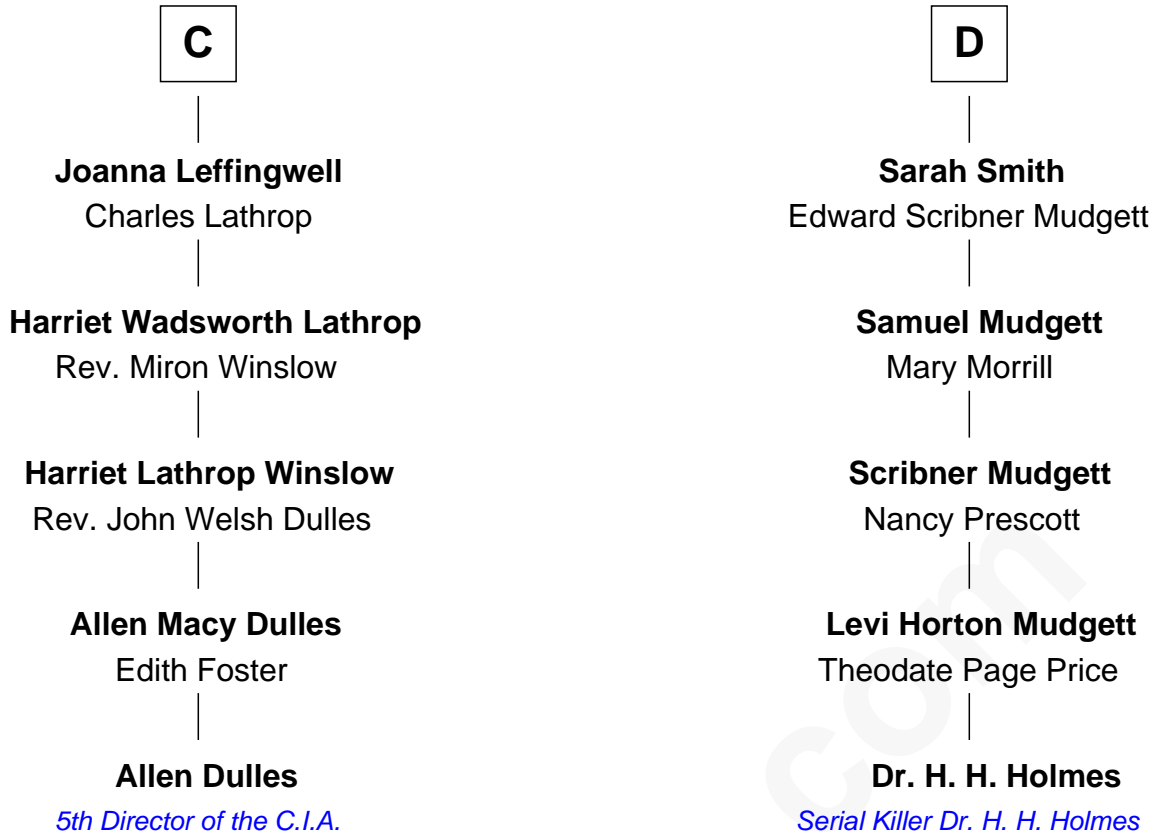 C
Joanna Leffingwell
Charles Lathrop
Harriet Wadsworth Lathrop
Rev. Miron Winslow
Harriet Lathrop Winslow
Rev. John Welsh Dulles
Allen Macy Dulles
Edith Foster
Allen Dulles
5th Director of the C.I.A.
D
Sarah Smith
Edward Scribner Mudgett
Samuel Mudgett
Mary Morrill
Scribner Mudgett
Nancy Prescott
Levi Horton Mudgett
Theodate Page Price
Dr. H. H. Holmes
Serial Killer Dr. H. H. Holmes
com